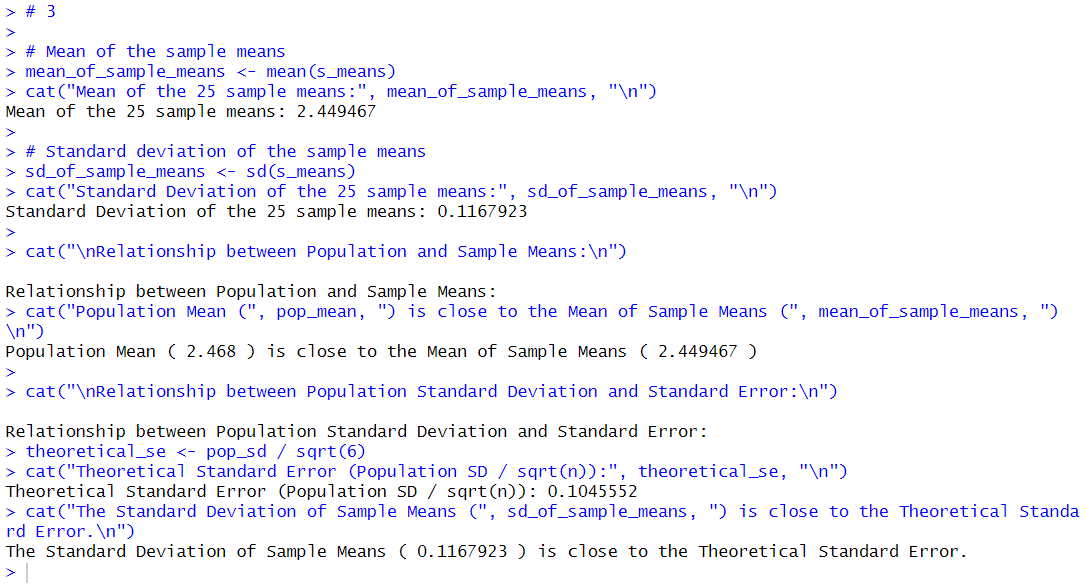 > # 3
>
> # Mean of the sample means
> mean_of_sample_means <- mean(s_means)
> cat("Mean of the 25 sample means:", mean_of_sample_means, "\n")
Mean of the 25 sample means: 2.449467
>
> # Standard deviation of the sample means
> sd_of_sample_means <- sd(s_means)
> cat("Standard Deviation of the 25 sample means:", sd_of_sample_means, "\n")
Standard Deviation of the 25 sample means: 0.1167923
>
> cat("\nRelationship between Population and Sample Means:\n")

Relationship between Population and Sample Means:
> cat("Population Mean (", pop_mean, ") is close to the Mean of Sample Means (", mean_of_sample_means, ")
\n")
Population Mean ( 2.468 ) is close to the Mean of Sample Means ( 2.449467 )
>
> cat("\nRelationship between Population Standard Deviation and Standard Error:\n")

Relationship between Population Standard Deviation and Standard Error:
> theoretical_se <- pop_sd / sqrt(6)
> cat("Theoretical Standard Error (Population SD / sqrt(n)):", theoretical_se, "\n")
Theoretical Standard Error (Population SD / sqrt(n)): 0.1045552
> cat("The Standard Deviation of Sample Means (", sd_of_sample_means, ") is close to the Theoretical Standa
rd Error.\n")
The Standard Deviation of Sample Means ( 0.1167923 ) is close to the Theoretical Standard Error.
>